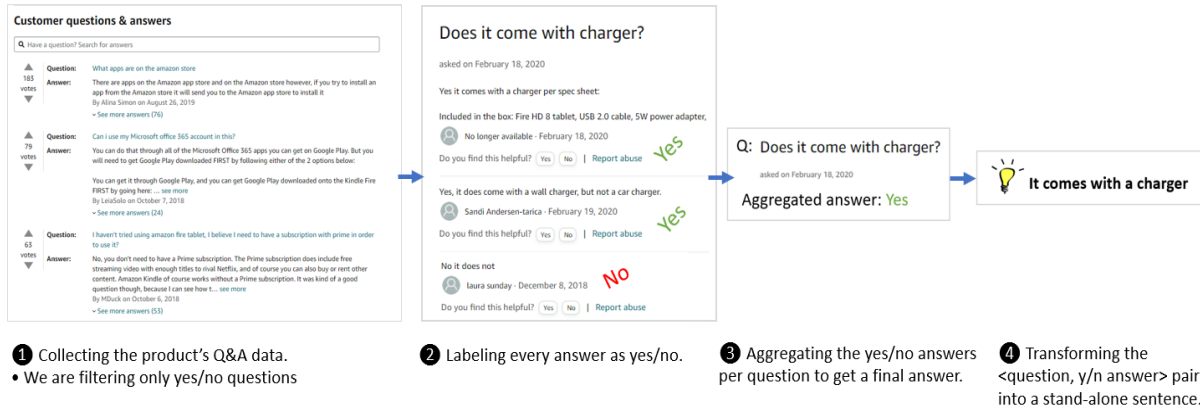 Customer questions & answers
Have a question? Search for answers
183
votes
Question: What apps are on the amazon store
Answer: There are apps on the Amazon app store and on the Amazon store however, if you try to install an
app from the Amazon store it will send you to the Amazon app store to install it
By Alina Simon on August 26, 2019
See more answers (76)
79
votes
Question: Can i use my Microsoft office 365 account in this?
Answer: You can do that through all of the Microsoft Office 365 apps you can get on Google Play. But you
will need to get Google Play downloaded FIRST by following either of the 2 options below:
You can get it through Google Play, and you can get Google Play downloaded onto the Kindle Fire
FIRST by going here: ... see more
By LeiaSolo on October 7, 2018
See more answers (24)
63
votes
Question: I haven't tried using amazon fire tablet, I believe I need to have a subscription with prime in order
to use it?
Answer: No, you don't need to have a Prime subscription. The Prime subscription does include free
streaming video with enough titles to rival Netflix, and of course you can also buy or rent other
content. Amazon Kindle of course works without a Prime subscription. It was kind of a good
question though, because I can see how t... see more
By MDuck on October 6, 2018
See more answers (53)
Does it come with charger?
asked on February 18, 2020
Yes it comes with a charger per spec sheet:
Included in the box: Fire HD 8 tablet, USB 2.0 cable, 5W power adapter,
No longer available · February 18, 2020
Do you find this helpful? Yes No | Report abuse
Yes
Yes, it does come with a wall charger, but not a car charger.
Sandi Andersen-tarica · February 19, 2020
Do you find this helpful? Yes No | Report abuse
Yes
No it does not
laura sunday · December 8, 2018
Do you find this helpful? Yes No | Report abuse
No
Q: Does it come with charger?
asked on February 18, 2020
Aggregated answer: Yes
It comes with a charger
1 Collecting the product's Q&A data.
• We are filtering only yes/no questions
2 Labeling every answer as yes/no.
3 Aggregating the yes/no answers
per question to get a final answer.
4 Transforming the
<question, y/n answer> pair
into a stand-alone sentence.